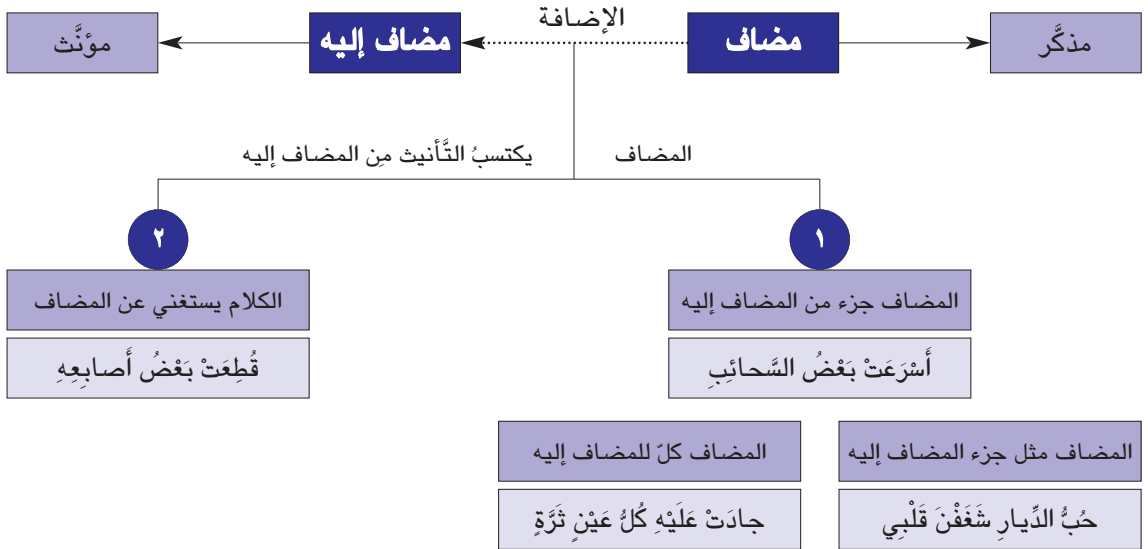 الإضافة
مذكَّر
مضاف
مضاف إليه
مؤنَّث
المضاف يكتسبُ التَّأنيث مِن المضاف إليه
١
٢
المضاف جزء من المضاف إليه
الكلام يستغني عن المضاف
أَسْرَعَتْ بَعْضُ السَّحائِبِ
قُطِعَتْ بَعْضُ أَصابِعِهِ
المضاف مثل جزء المضاف إليه
المضاف كلّ للمضاف إليه
حُبُّ الدِّيارِ شَغَفْنَ قَلْبِي
جادَتْ عَلَيْهِ كُلُّ عَيْنٍ ثَرَّةٍ